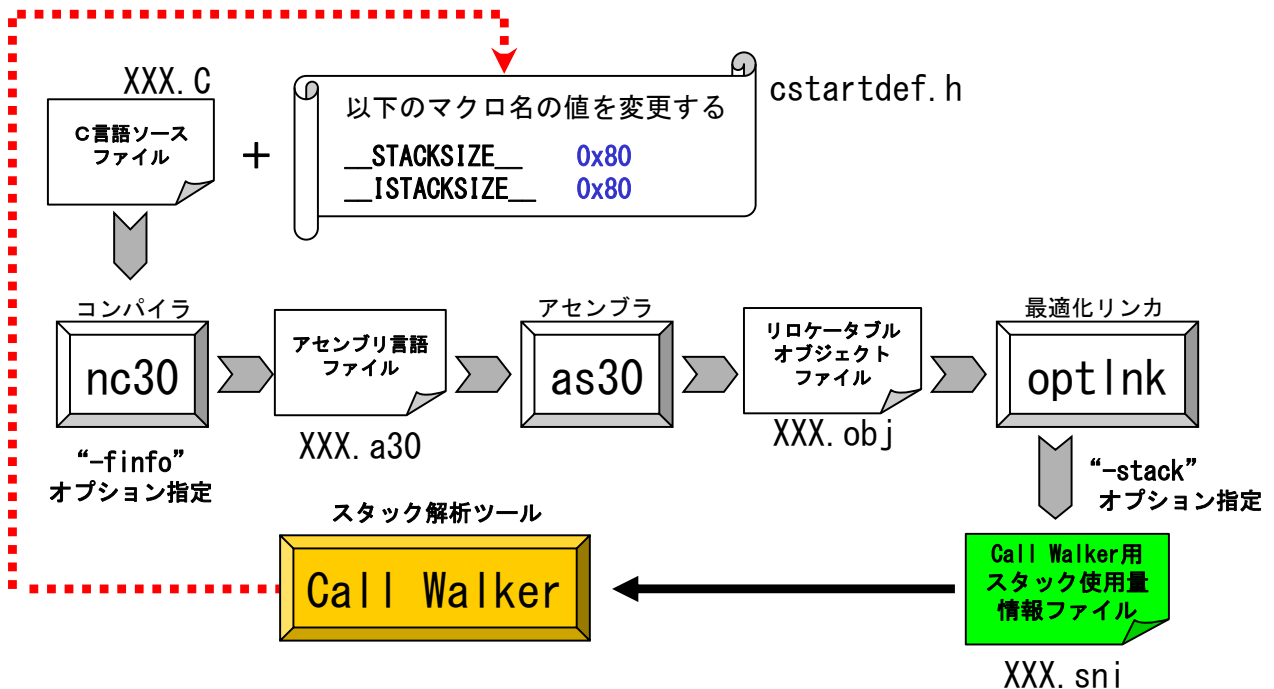 XXX.C
C言語ソース
ファイル
+
以下のマクロ名の値を変更する
__STACKSIZE__ 0x80
__ISTACKSIZE__ 0x80
cstartdef.h
コンパイラ
nc30
“-finfo”
オプション指定
アセンブリ言語
ファイル
XXX.a30
アセンブラ
as30
リロケータブル
オブジェクト
ファイル
XXX.obj
最適化リンカ
optlnk
“-stack”
オプション指定
スタック解析ツール
Call Walker
Call Walker用
スタック使用量
情報ファイル
XXX.sni